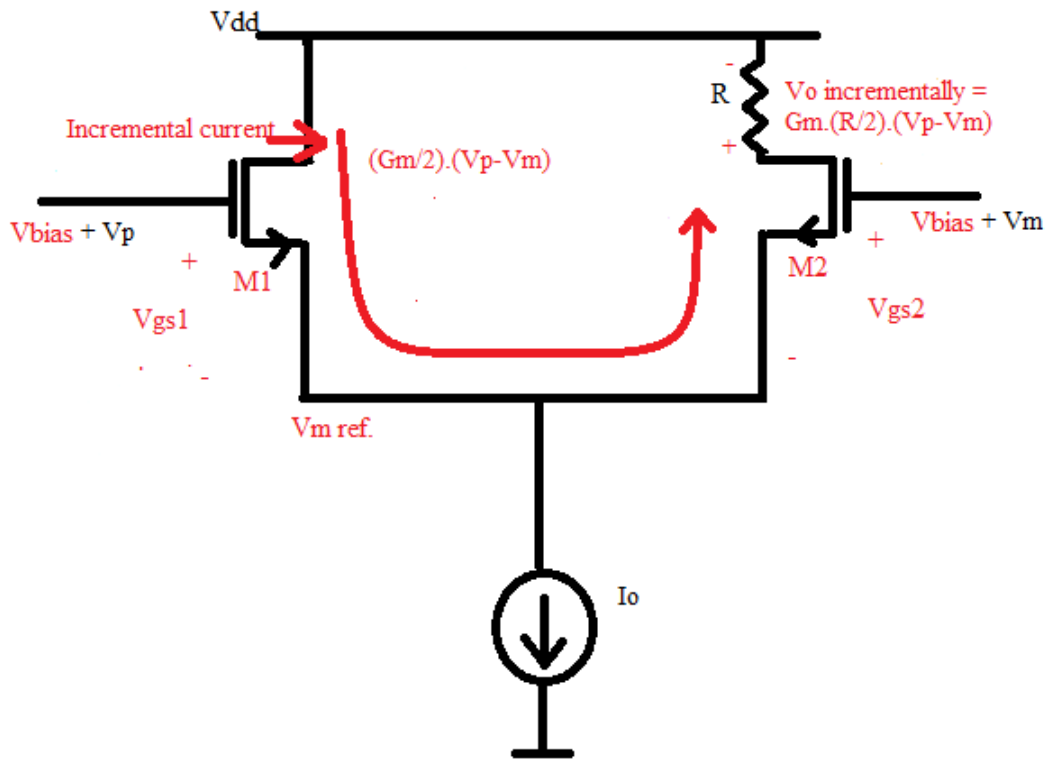 Vdd
R
Vo incrementally =
Gm.(R/2).(Vp-Vm)
Incremental current
(Gm/2).(Vp-Vm)
-
+
Vbias + Vp
Vbias + Vm
+
M1
M2
+
Vgs1
Vgs2
-
-
Vm ref.
Io